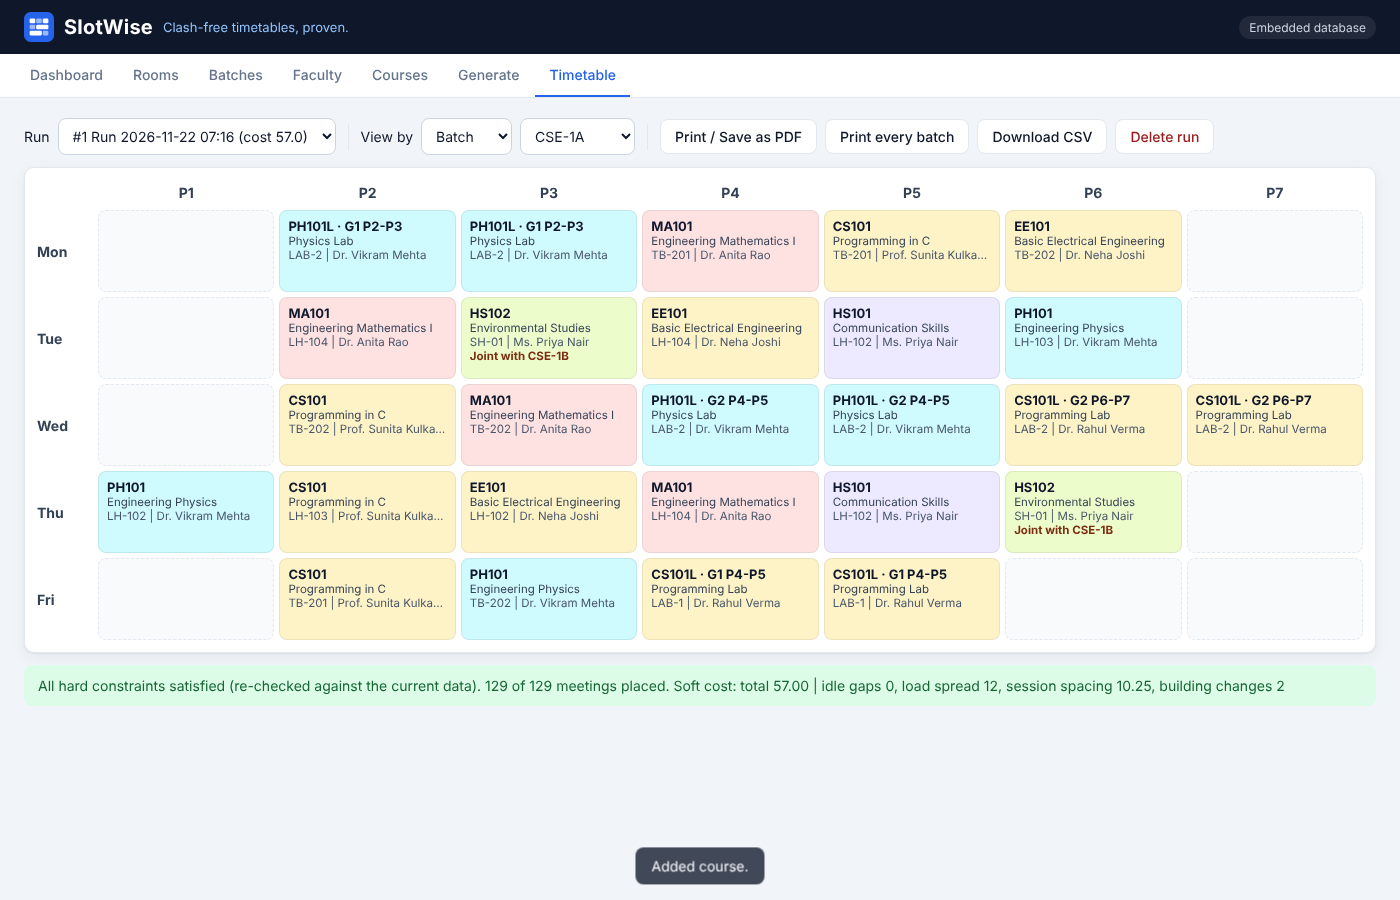 SlotWise
Clash-free timetables, proven.
Embedded database
Dashboard Rooms Batches Faculty Courses Generate Timetable
Run #1 Run 2026-11-22 07:16 (cost 57.0) View by Batch CSE-1A Print / Save as PDF Print every batch Download CSV Delete run
P1 P2 P3 P4 P5 P6 P7
Mon
PH101L · G1 P2-P3
Physics Lab
LAB-2 | Dr. Vikram Mehta
PH101L · G1 P2-P3
Physics Lab
LAB-2 | Dr. Vikram Mehta
MA101
Engineering Mathematics I
TB-201 | Dr. Anita Rao
CS101
Programming in C
TB-201 | Prof. Sunita Kulka...
EE101
Basic Electrical Engineering
TB-202 | Dr. Neha Joshi
Tue
MA101
Engineering Mathematics I
LH-104 | Dr. Anita Rao
HS102
Environmental Studies
SH-01 | Ms. Priya Nair
Joint with CSE-1B
EE101
Basic Electrical Engineering
LH-104 | Dr. Neha Joshi
HS101
Communication Skills
LH-102 | Ms. Priya Nair
PH101
Engineering Physics
LH-103 | Dr. Vikram Mehta
Wed
CS101
Programming in C
TB-202 | Prof. Sunita Kulka...
MA101
Engineering Mathematics I
TB-202 | Dr. Anita Rao
PH101L · G2 P4-P5
Physics Lab
LAB-2 | Dr. Vikram Mehta
PH101L · G2 P4-P5
Physics Lab
LAB-2 | Dr. Vikram Mehta
CS101L · G2 P6-P7
Programming Lab
LAB-2 | Dr. Rahul Verma
CS101L · G2 P6-P7
Programming Lab
LAB-2 | Dr. Rahul Verma
Thu
PH101
Engineering Physics
LH-102 | Dr. Vikram Mehta
CS101
Programming in C
LH-103 | Prof. Sunita Kulka...
EE101
Basic Electrical Engineering
LH-102 | Dr. Neha Joshi
MA101
Engineering Mathematics I
LH-104 | Dr. Anita Rao
HS101
Communication Skills
LH-102 | Ms. Priya Nair
HS102
Environmental Studies
SH-01 | Ms. Priya Nair
Joint with CSE-1B
Fri
CS101
Programming in C
TB-201 | Prof. Sunita Kulka...
PH101
Engineering Physics
TB-202 | Dr. Vikram Mehta
CS101L · G1 P4-P5
Programming Lab
LAB-1 | Dr. Rahul Verma
CS101L · G1 P4-P5
Programming Lab
LAB-1 | Dr. Rahul Verma
All hard constraints satisfied (re-checked against the current data). 129 of 129 meetings placed. Soft cost: total 57.00 | idle gaps 0, load spread 12, session spacing 10.25, building changes 2
Added course.